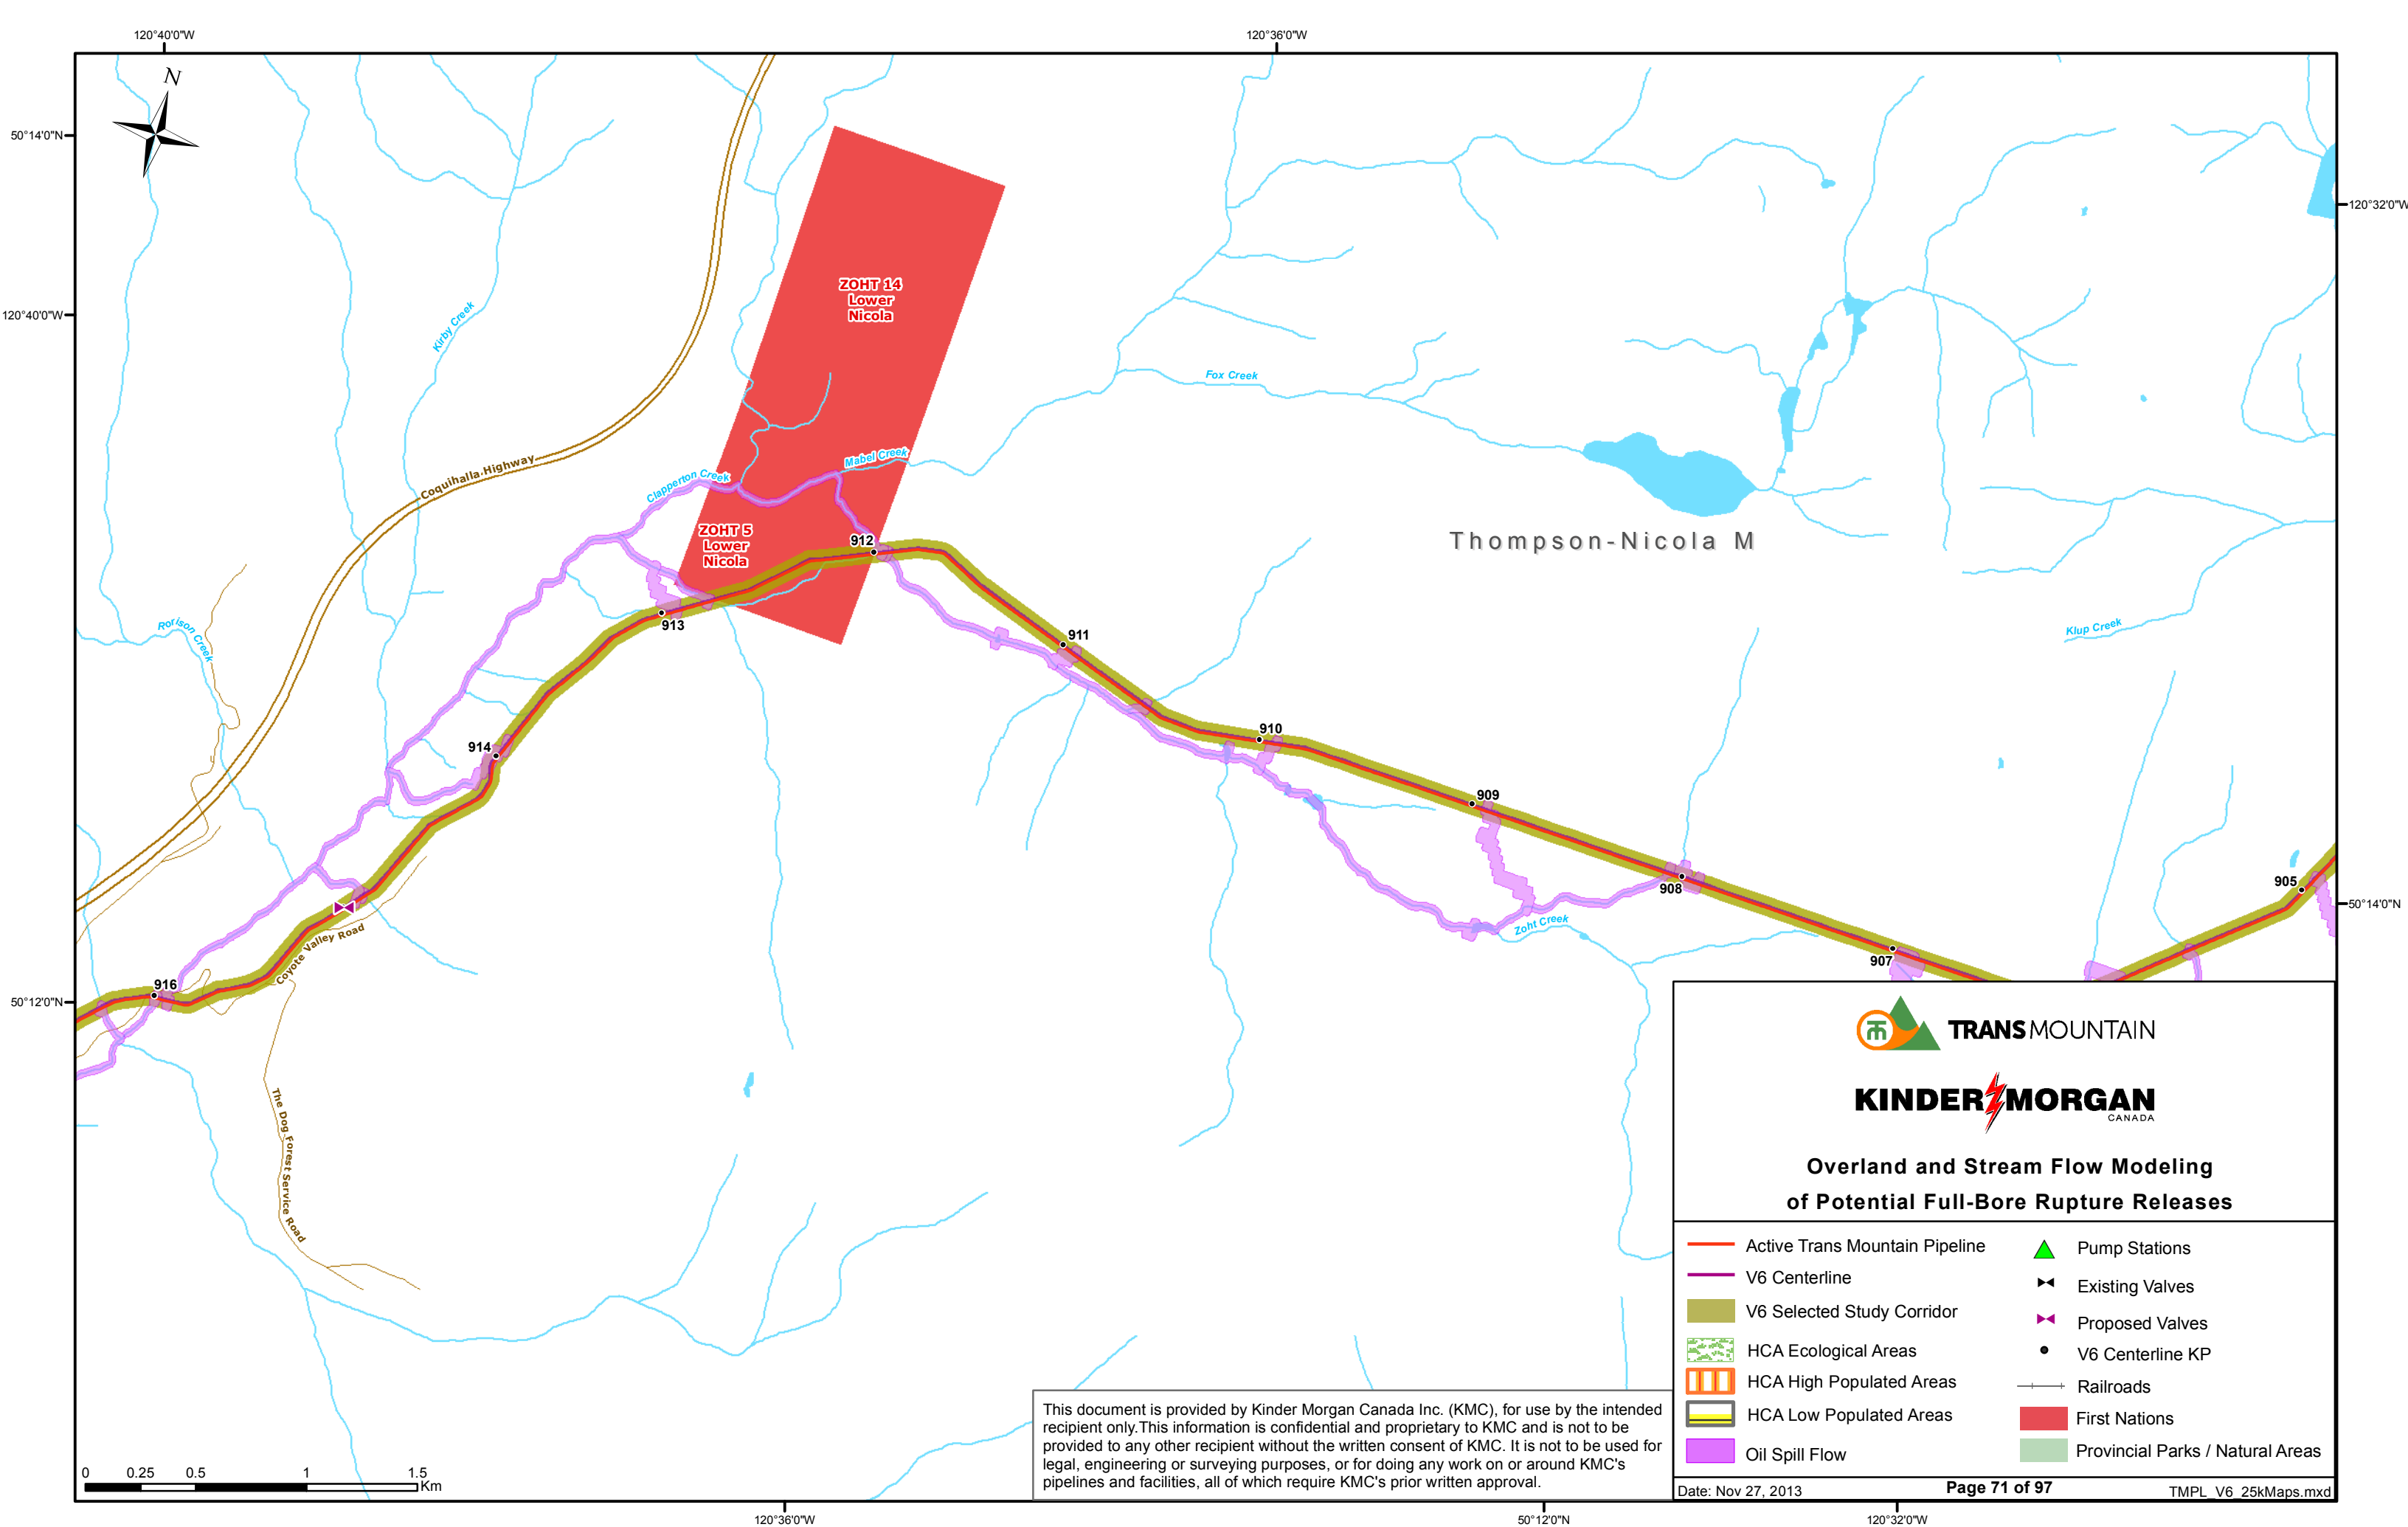 120°40'0"W
120°36'0"W
N
50°14'0"N
120°32'0"W
ZOHT 14
Lower
Nicola
120°40'0"W
Kirby Creek
Fox Creek
Coquihalla Highway
Mabel Creek
Clapperton Creek
ZOHT 5
Lower
Nicola
912
Thompson-Nicola M
913
911
Klup Creek
Rorison Creek
910
914
909
908
905
50°14'0"N
Zoht Creek
Coyote Valley Road
907
916
50°12'0"N
The Dog Forest Service Road
TRANSMOUNTAIN
KINDER MORGAN
CANADA
Overland and Stream Flow Modeling
of Potential Full-Bore Rupture Releases
Active Trans Mountain Pipeline
V6 Centerline
V6 Selected Study Corridor
HCA Ecological Areas
HCA High Populated Areas
HCA Low Populated Areas
Oil Spill Flow
Pump Stations
Existing Valves
Proposed Valves
V6 Centerline KP
Railroads
First Nations
Provincial Parks / Natural Areas
This document is provided by Kinder Morgan Canada Inc. (KMC), for use by the intended
recipient only.This information is confidential and proprietary to KMC and is not to be
provided to any other recipient without the written consent of KMC. It is not to be used for
legal, engineering or surveying purposes, or for doing any work on or around KMC's
pipelines and facilities, all of which require KMC's prior written approval.
0 0.25 0.5 1 1.5
Km
Date: Nov 27, 2013
Page 71 of 97
TMPL_V6_25kMaps.mxd
120°36'0"W
50°12'0"N
120°32'0"W